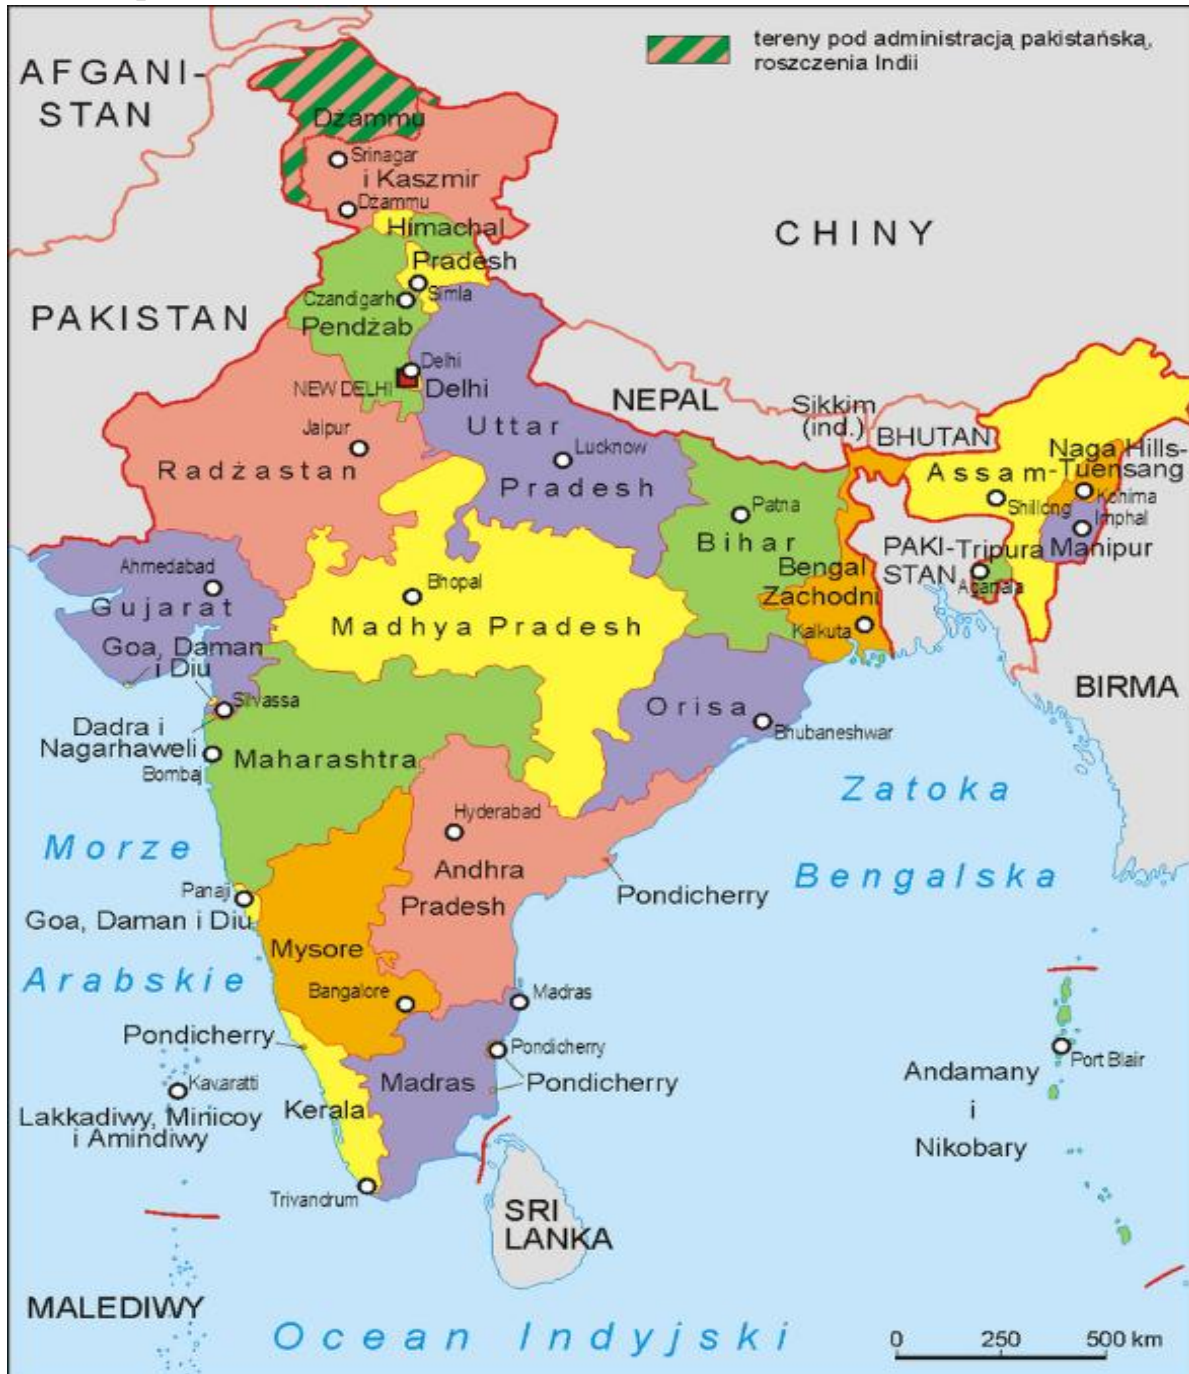 tereny pod administracją pakistańską,
roszczenia Indii
AFGANI-
STAN
Dżammu
Srinagar
i Kaszmir
Dżammu
Himachal
Pradesh
CHINY
PAKISTAN
Simla
Czandigarh
Pendżab
Delhi
NEW DELHI
Delhi
NEPAL
Sikkim
(ind.)
BHUTAN
Uttar
Pradesh
Lucknow
Jaipur
Radżastan
Naga Hills-
-Tuensang
Assam
Shillong
Kohima
Imphal
Patna
Bihar
PAKI-
STAN
Tripura
Manipur
Agartala
Bengal
Zachodni
Kalkuta
Ahmedabad
Gujarat
Bhopal
Madhya Pradesh
Goa, Daman
i Diu
Silvassa
Dadra i
Nagarhaweli
Bombaj
Maharashtra
Orisa
Bhubaneshwar
BIRMA
Zatoka
Bengalska
Hyderabad
Andhra
Pradesh
Pondicherry
Morze
Arabskie
Panaji
Goa, Daman i Diu
Mysore
Bangalore
Madras
Pondicherry
Pondicherry
Pondicherry
Madras
Kerala
Kavaratti
Lakkadiwy, Minicoy
i Amindiwy
Port Blair
Andamany
i
Nikobary
Trivandrum
SRI
LANKA
MALEDIWY
Ocean Indyjski
0 250 500 km